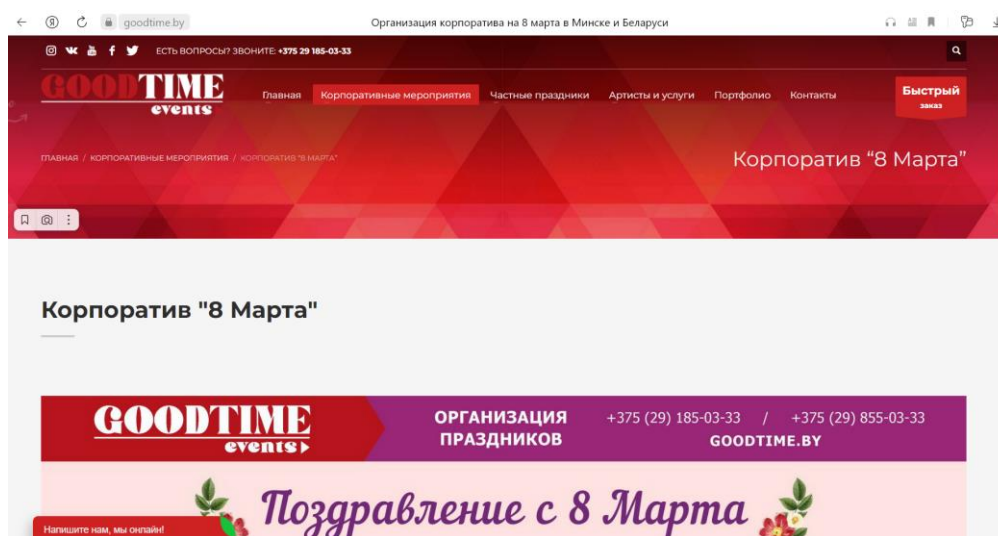 goodtime.by
Организация корпоратива на 8 марта в Минске и Беларуси
ЕСТЬ ВОПРОСЫ? ЗВОНИТЕ: +375 29 185-03-33
GOODTIME
events
Главная Корпоративные мероприятия Частные праздники Артисты и услуги Портфолио Контакты
Быстрый
заказ
ГЛАВНАЯ / КОРПОРАТИВНЫЕ МЕРОПРИЯТИЯ / КОРПОРАТИВ "8 МАРТА"
Корпоратив “8 Марта”
Корпоратив "8 Марта"
GOODTIME
events
ОРГАНИЗАЦИЯ
ПРАЗДНИКОВ
+375 (29) 185-03-33 / +375 (29) 855-03-33
GOODTIME.BY
Поздравление с 8 Марта
Напишите нам, мы онлайн!